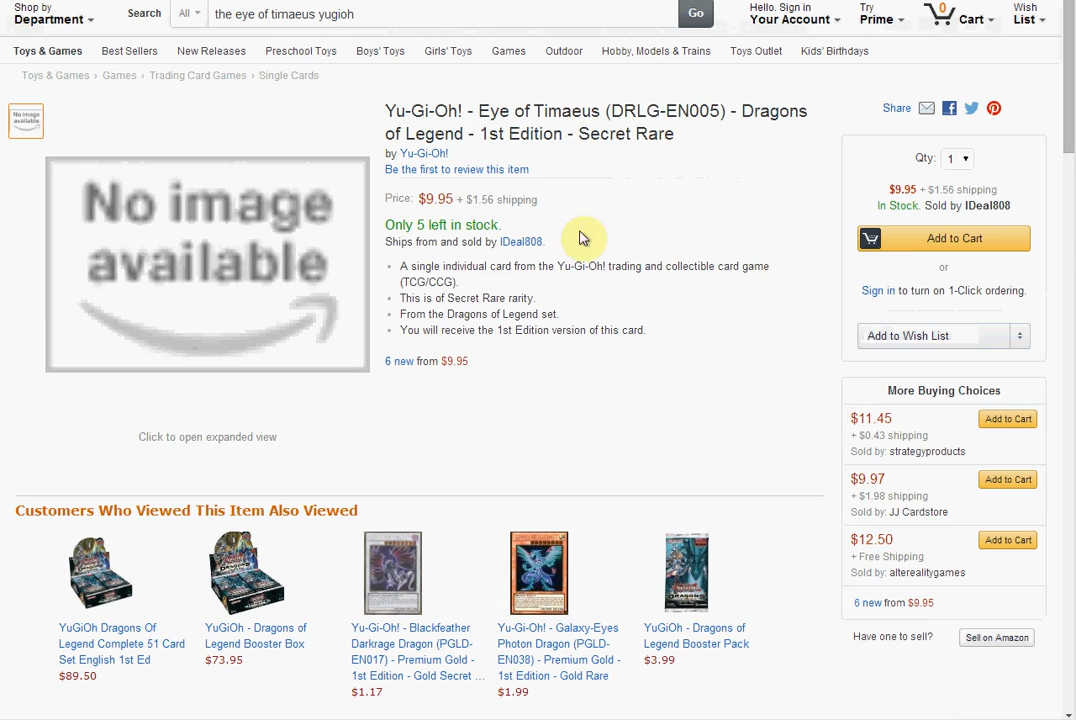 Shop by
Department
Search
All
the eye of timaeus yugioh
Go
Hello. Sign in
Your Account
Try
Prime
0
Cart
Wish
List
Toys & Games
Best Sellers
New Releases
Preschool Toys
Boys' Toys
Girls' Toys
Games
Outdoor
Hobby, Models & Trains
Toys Outlet
Kids' Birthdays
Toys & Games › Games › Trading Card Games › Single Cards
No image
available
No image
available
Click to open expanded view
Yu-Gi-Oh! - Eye of Timaeus (DRLG-EN005) - Dragons
of Legend - 1st Edition - Secret Rare
by Yu-Gi-Oh!
Be the first to review this item
Price: $9.95 + $1.56 shipping
Only 5 left in stock.
Ships from and sold by IDeal808.
• A single individual card from the Yu-Gi-Oh! trading and collectible card game
(TCG/CCG).
• This is of Secret Rare rarity.
• From the Dragons of Legend set.
• You will receive the 1st Edition version of this card.
6 new from $9.95
Share
Qty: 1
$9.95 + $1.56 shipping
In Stock. Sold by IDeal808
Add to Cart
or
Sign in to turn on 1-Click ordering.
Add to Wish List
More Buying Choices
$11.45
Add to Cart
+ $0.43 shipping
Sold by: strategyproducts
$9.97
Add to Cart
+ $1.98 shipping
Sold by: JJ Cardstore
$12.50
Add to Cart
+ Free Shipping
Sold by: alterealitygames
6 new from $9.95
Have one to sell?
Sell on Amazon
Customers Who Viewed This Item Also Viewed
YuGiOh Dragons Of
Legend Complete 51 Card
Set English 1st Ed
$89.50
YuGiOh - Dragons of
Legend Booster Box
$73.95
Yu-Gi-Oh! - Blackfeather
Darkrage Dragon (PGLD-
EN017) - Premium Gold -
1st Edition - Gold Secret ...
$1.17
Yu-Gi-Oh! - Galaxy-Eyes
Photon Dragon (PGLD-
EN038) - Premium Gold -
1st Edition - Gold Rare
$1.99
YuGiOh - Dragons of
Legend Booster Pack
$3.99